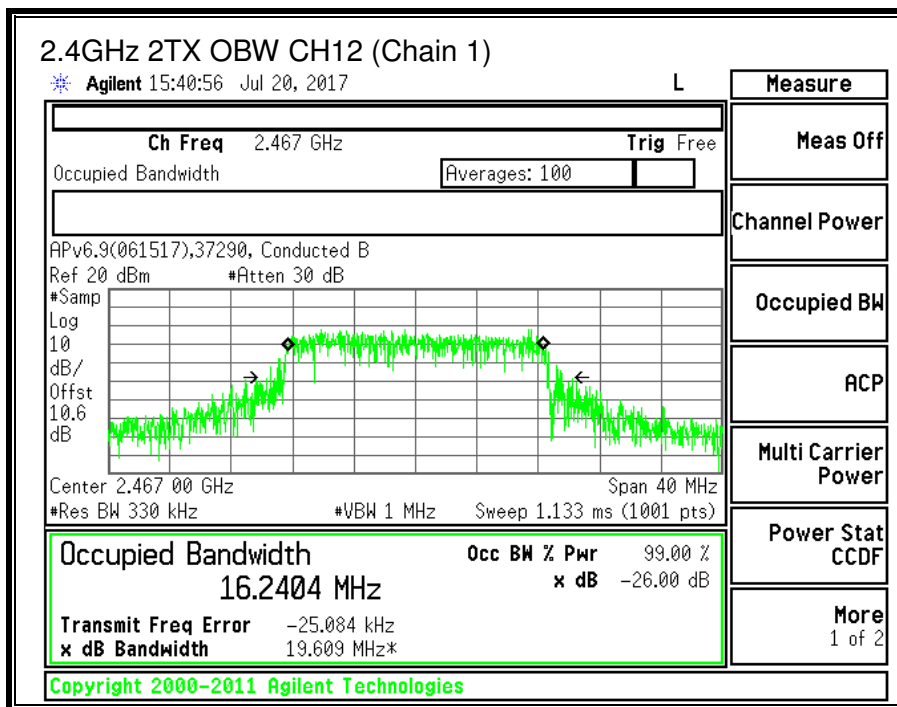 2.4GHz 2TX OBW CH12 (Chain 1)
Agilent 15:40:56 Jul 20, 2017 L
Measure
Ch Freq 2.467 GHz Trig Free
Meas Off
Occupied Bandwidth Averages: 100
Channel Power
APv6.9(061517),37290, Conducted B
Ref 20 dBm #Atten 30 dB
#Samp
Log
10
dB/
Offst
10.6
dB
Occupied BW
ACP
Multi Carrier
Power
Center 2.467 00 GHz Span 40 MHz
#Res BW 330 kHz #VBW 1 MHz Sweep 1.133 ms (1001 pts)
Power Stat
CCDF
Occupied Bandwidth Occ BW % Pwr 99.00 %
16.2404 MHz x dB -26.00 dB
Transmit Freq Error -25.084 kHz
x dB Bandwidth 19.609 MHz*
More
1 of 2
Copyright 2000-2011 Agilent Technologies